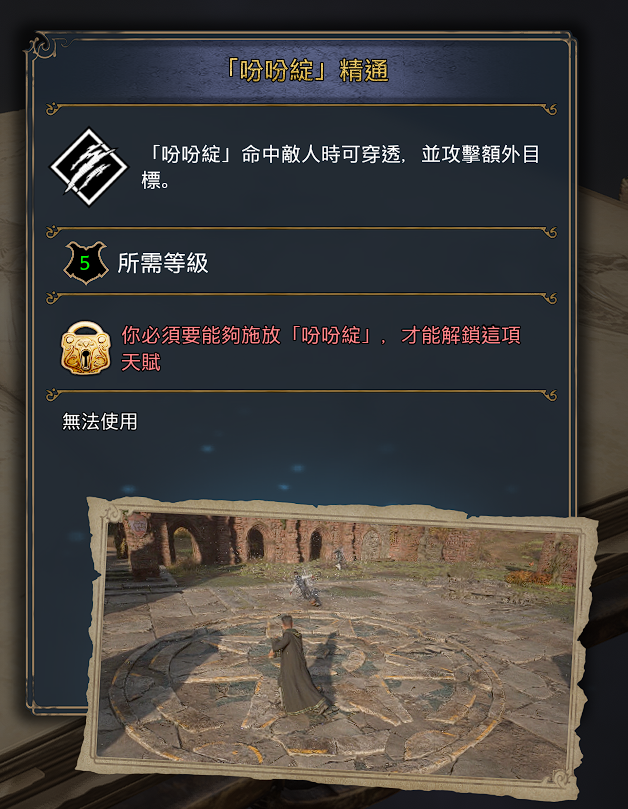 「吩吩綻」精通
「吩吩綻」命中敵人時可穿透，並攻擊額外目
標。
5 所需等級
你必須要能夠施放「吩吩綻」，才能解鎖這項
天賦
無法使用